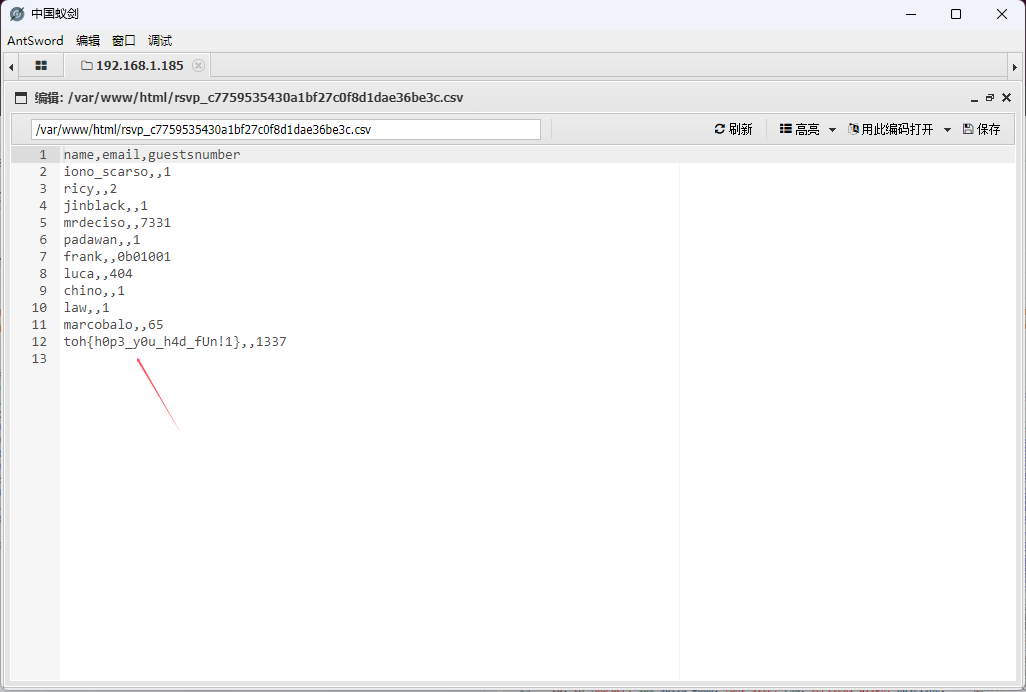 中国蚁剑
AntSword 编辑 窗口 调试
192.168.1.185
编辑: /var/www/html/rsvp_c7759535430a1bf27c0f8d1dae36be3c.csv
/var/www/html/rsvp_c7759535430a1bf27c0f8d1dae36be3c.csv 刷新 高亮 用此编码打开 保存
1 name,email,guestsnumber
2 iono_scarso,,1
3 ricy,,2
4 jinblack,,1
5 mrdeciso,,7331
6 padawan,,1
7 frank,,0b01001
8 luca,,404
9 chino,,1
10 law,,1
11 marcobalo,,65
12 toh{h0p3_y0u_h4d_fUn!1},,1337
13